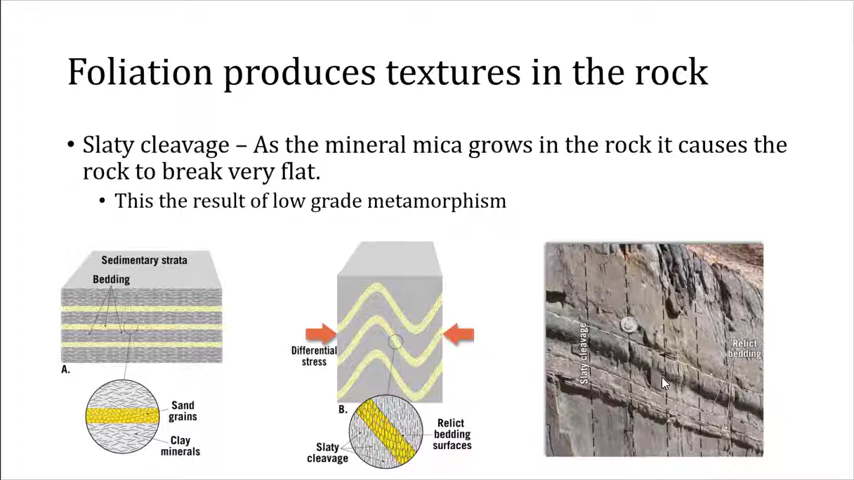 Foliation produces textures in the rock
• Slaty cleavage – As the mineral mica grows in the rock it causes the
rock to break very flat.
• This the result of low grade metamorphism
Sedimentary strata
Bedding
A.
Sand
grains
Clay
minerals
Differential
stress
B.
Slaty
cleavage
Relict
bedding
surfaces
Slaty cleavage
Relict
bedding